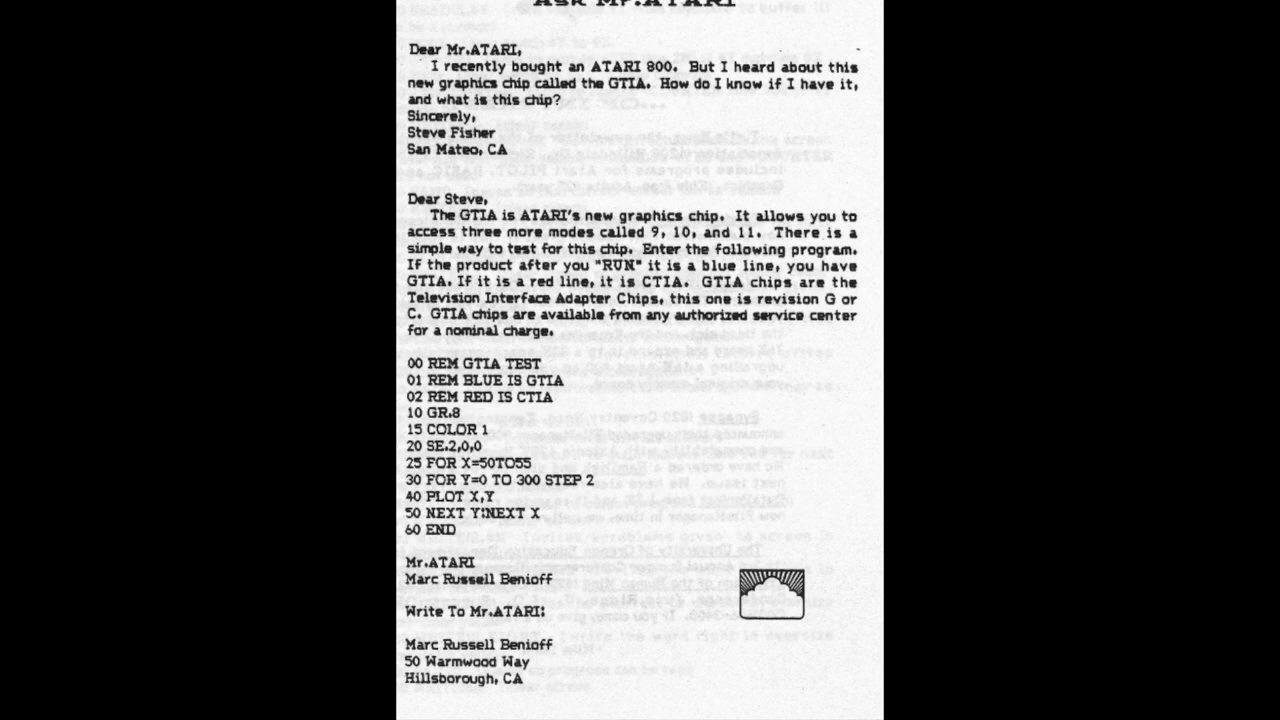 Ask Mr.ATARI
Dear Mr.ATARI,
I recently bought an ATARI 800. But I heard about this
new graphics chip called the GTIA. How do I know if I have it,
and what is this chip?
Sincerely,
Steve Fisher
San Mateo, CA
Dear Steve,
The GTIA is ATARI's new graphics chip. It allows you to
access three more modes called 9, 10, and 11. There is a
simple way to test for this chip. Enter the following program.
If the product after you "RUN" it is a blue line, you have
GTIA. If it is a red line, it is CTIA. GTIA chips are the
Television Interface Adapter Chips, this one is revision G or
C. GTIA chips are available from any authorized service center
for a nominal charge.
00 REM GTIA TEST
01 REM BLUE IS GTIA
02 REM RED IS CTIA
10 GR.8
15 COLOR 1
20 SE.2,0,0
25 FOR X=50TO55
30 FOR Y=0 TO 300 STEP 2
40 PLOT X,Y
50 NEXT Y:NEXT X
60 END
Mr.ATARI
Marc Russell Benioff
Write To Mr.ATARI:
Marc Russell Benioff
50 Warmwood Way
Hillsborough, CA